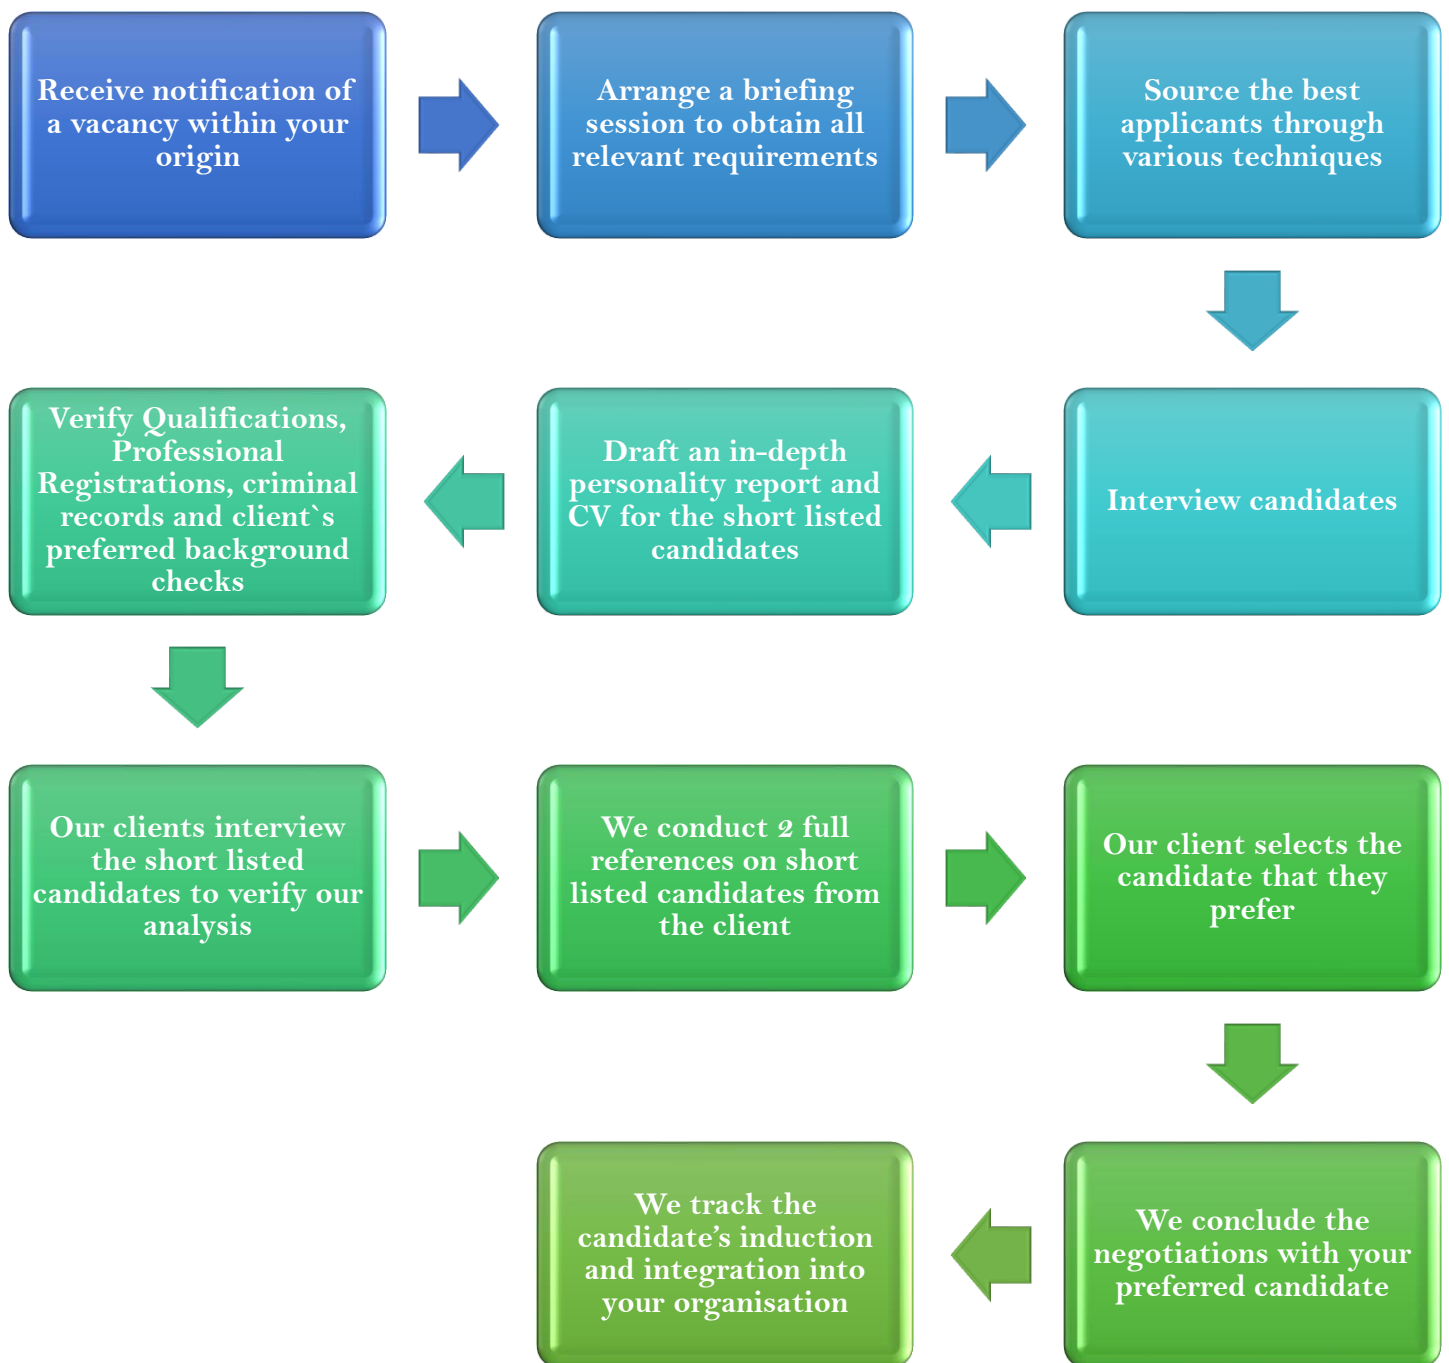 Receive notification of
a vacancy within your
origin
Arrange a briefing
session to obtain all
relevant requirements
Source the best
applicants through
various techniques
Interview candidates
Draft an in-depth
personality report and
CV for the short listed
candidates
Verify Qualifications,
Professional
Registrations, criminal
records and client`s
preferred background
checks
Our clients interview
the short listed
candidates to verify our
analysis
We conduct 2 full
references on short
listed candidates from
the client
Our client selects the
candidate that they
prefer
We conclude the
negotiations with your
preferred candidate
We track the
candidate’s induction
and integration into
your organisation